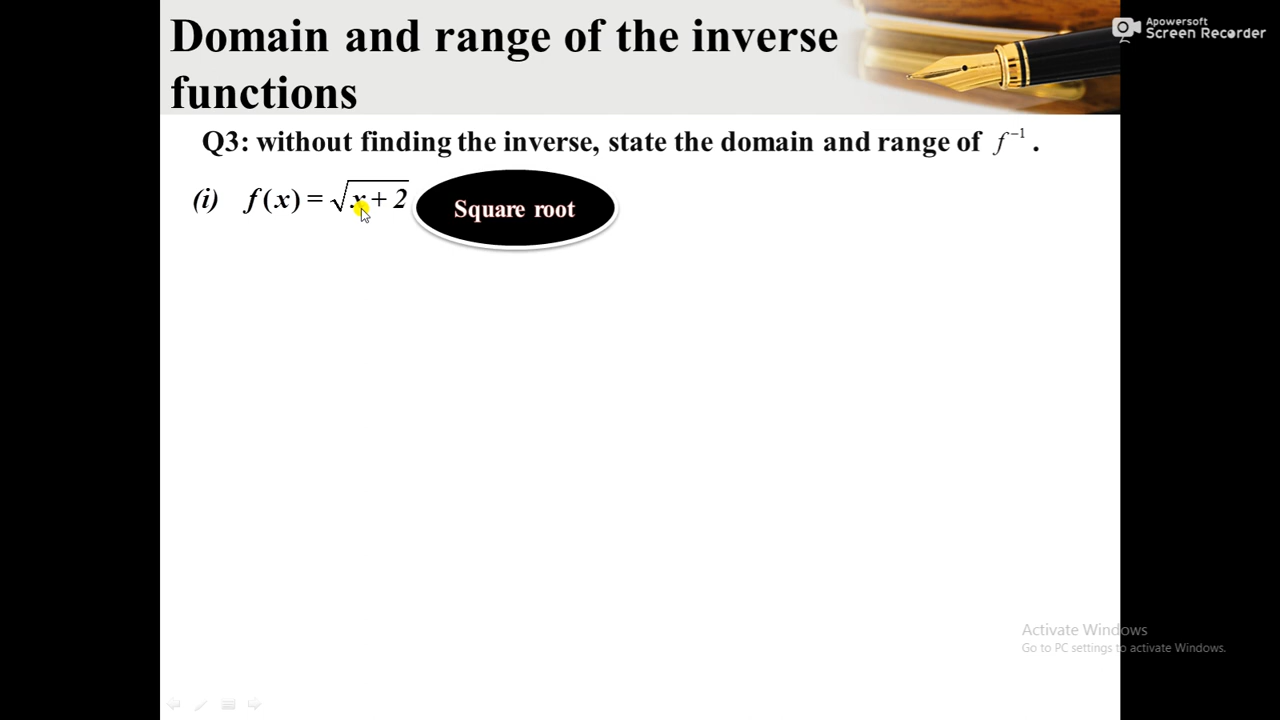 Domain and range of the inverse
functions
Apowersoft
Screen Recorder
Q3: without finding the inverse, state the domain and range of f⁻¹ .
(i) f(x) = √x + 2
Square root
Activate Windows
Go to PC settings to activate Windows.